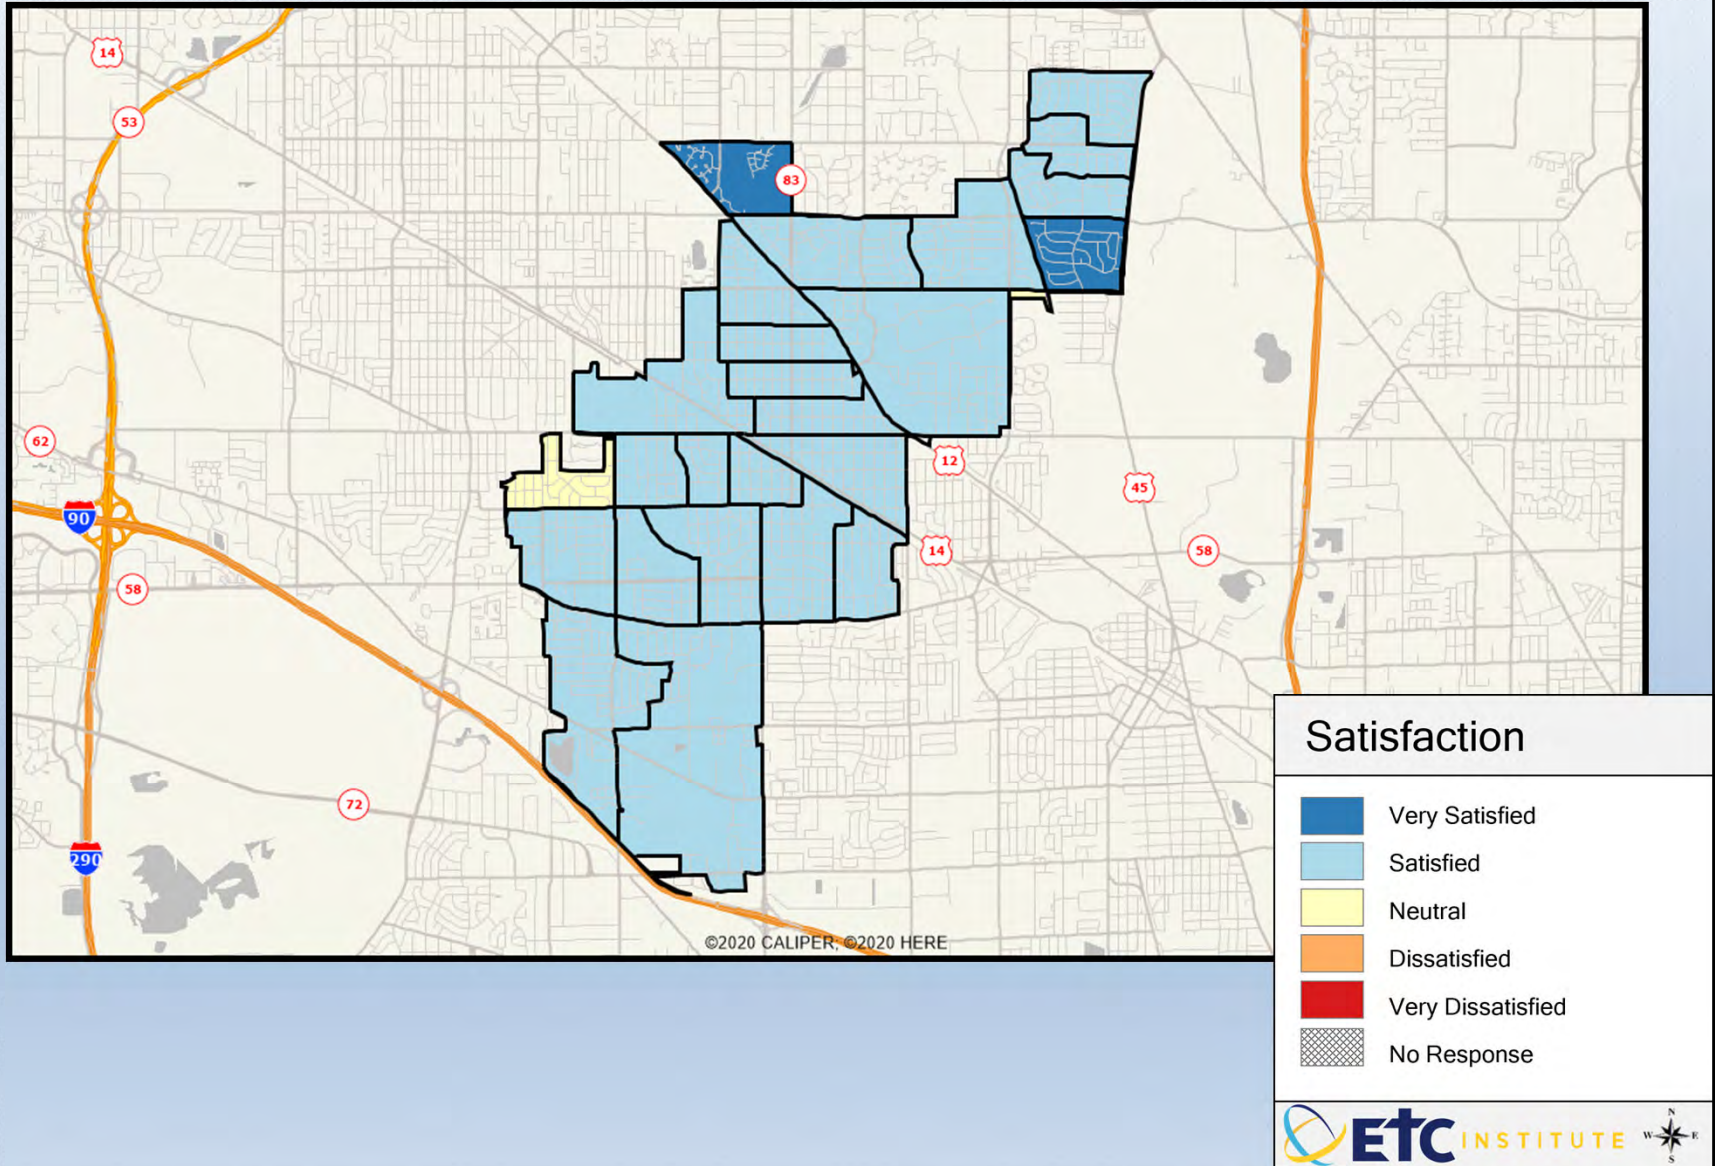 14
53
83
62
12
45
90
14
58
58
72
290
©2020 CALIPER; ©2020 HERE
Satisfaction
Very Satisfied
Satisfied
Neutral
Dissatisfied
Very Dissatisfied
No Response
ETC INSTITUTE
N
W E
S